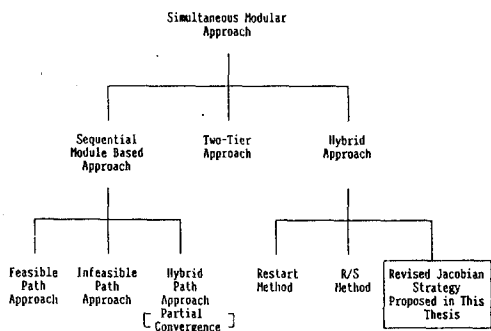 Simultaneous Modular
Approach
Sequential
Module Based
Approach
Two-Tier
Approach
Hybrid
Approach
Feasible
Path
Approach
Infeasible
Path
Approach
Hybrid
Path
Approach
[ Partial
Convergence ]
Restart
Method
R/S
Method
Revised Jacobian
Strategy
Proposed in This
Thesis